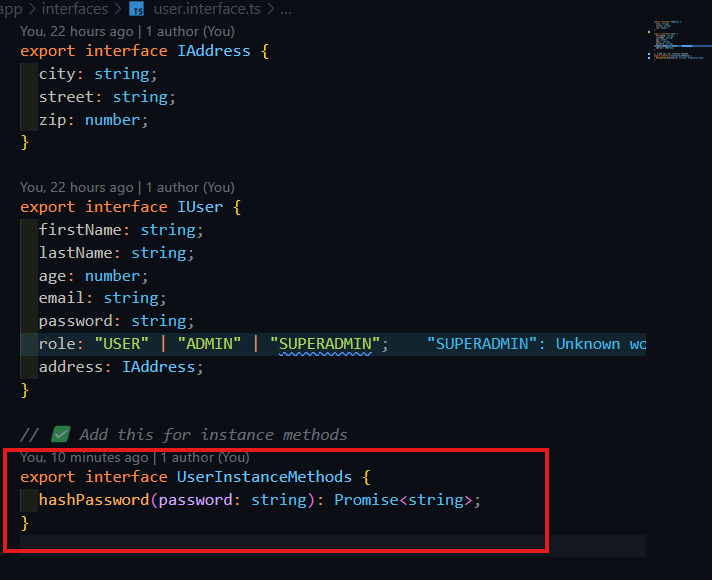 app > interfaces > TS user.interface.ts > ...
You, 22 hours ago | 1 author (You)
export interface IAddress {
city: string;
street: string;
zip: number;
}
You, 22 hours ago | 1 author (You)
export interface IUser {
firstName: string;
lastName: string;
age: number;
email: string;
password: string;
role: "USER" | "ADMIN" | "SUPERADMIN"; "SUPERADMIN": Unknown
address: IAddress;
}
// ✅ Add this for instance methods
You, 10 minutes ago | 1 author (You)
export interface UserInstanceMethods {
hashPassword(password: string): Promise<string>;
}